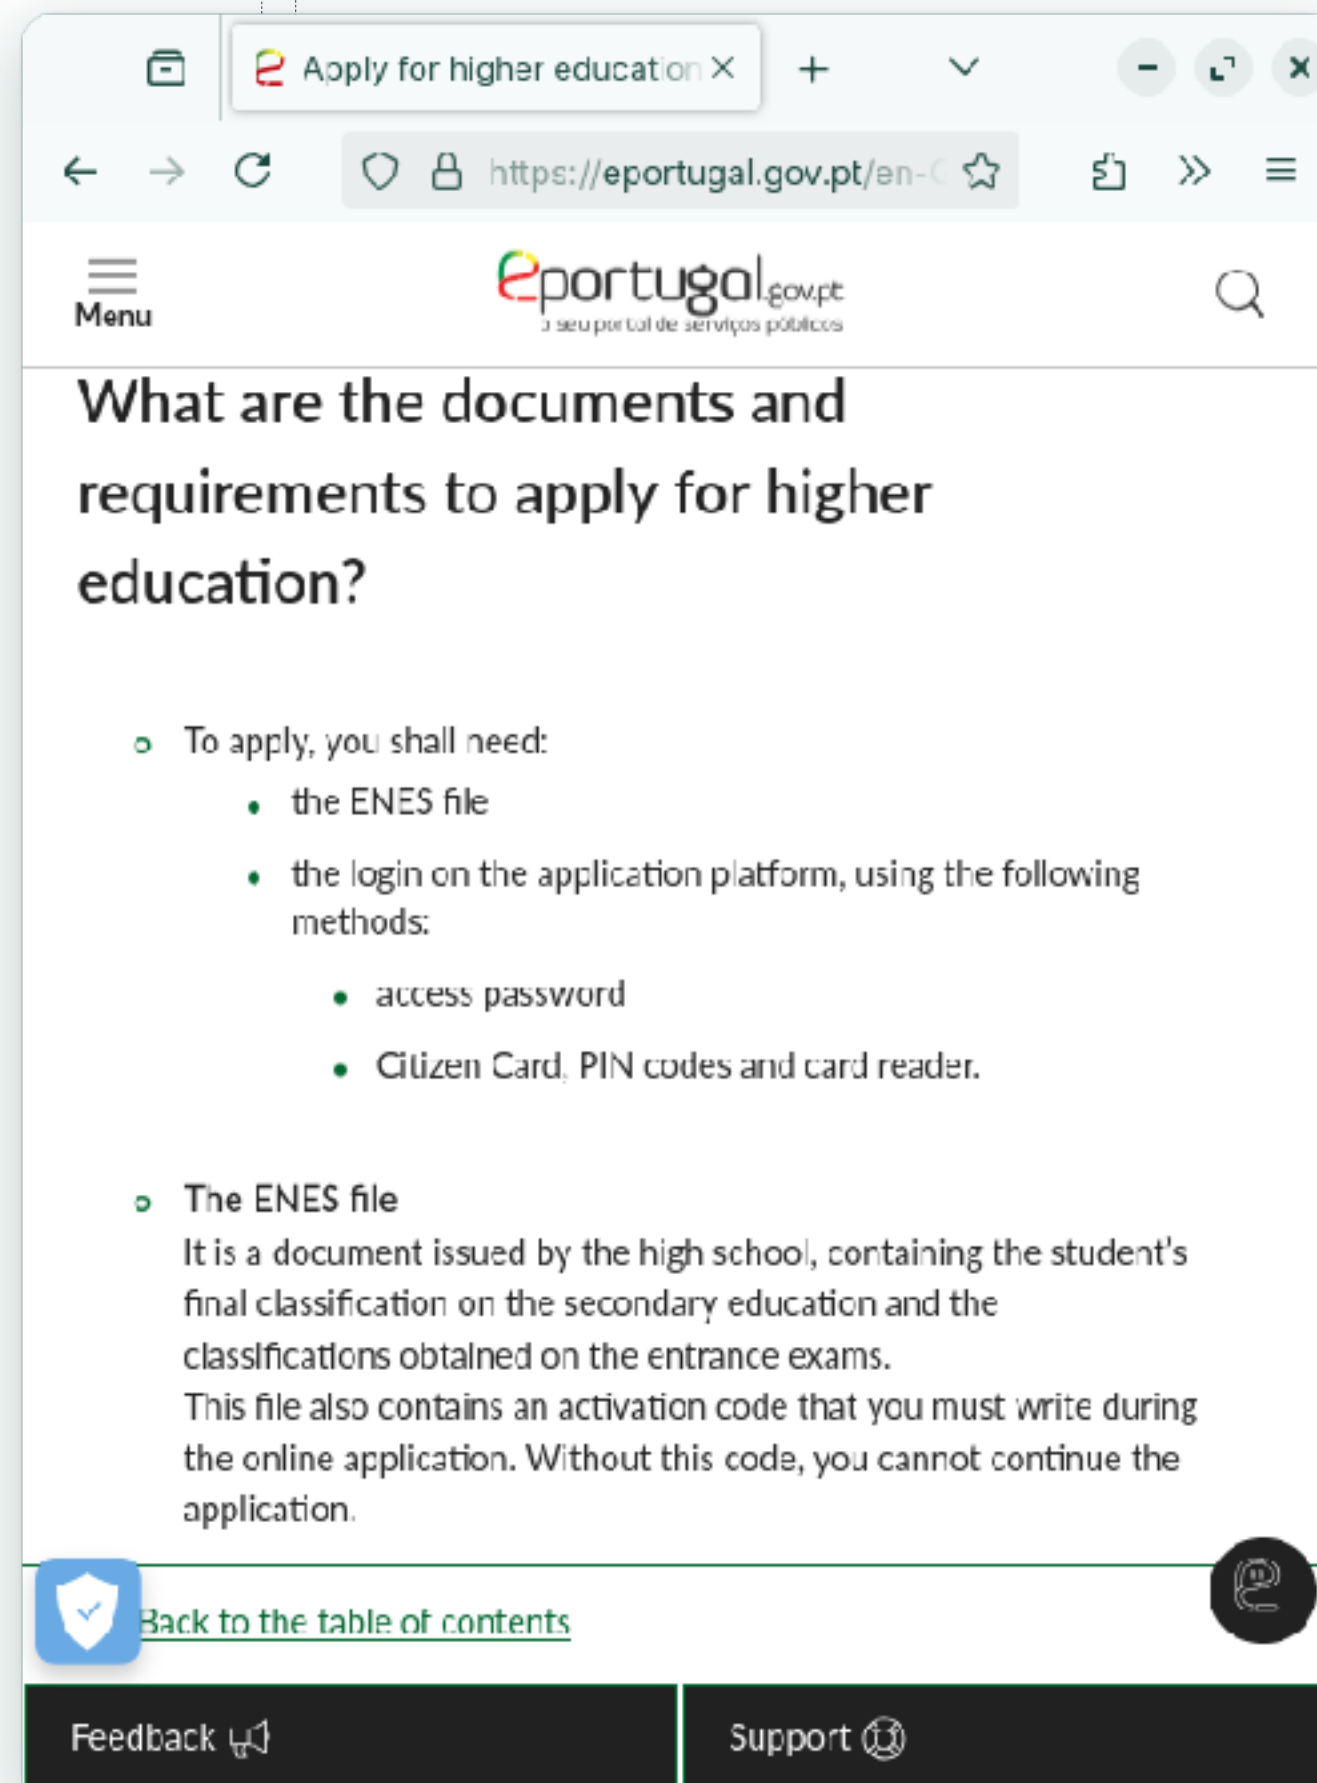 Apply for higher education
https://eportugal.gov.pt/en-
Menu
eportugal.gov.pt
o seu portal de serviços públicos
What are the documents and
requirements to apply for higher
education?
To apply, you shall need:
the ENES file
the login on the application platform, using the following
methods:
access password
Citizen Card, PIN codes and card reader.
The ENES file
It is a document issued by the high school, containing the student's
final classification on the secondary education and the
classifications obtained on the entrance exams.
This file also contains an activation code that you must write during
the online application. Without this code, you cannot continue the
application.
Back to the table of contents
Feedback
Support